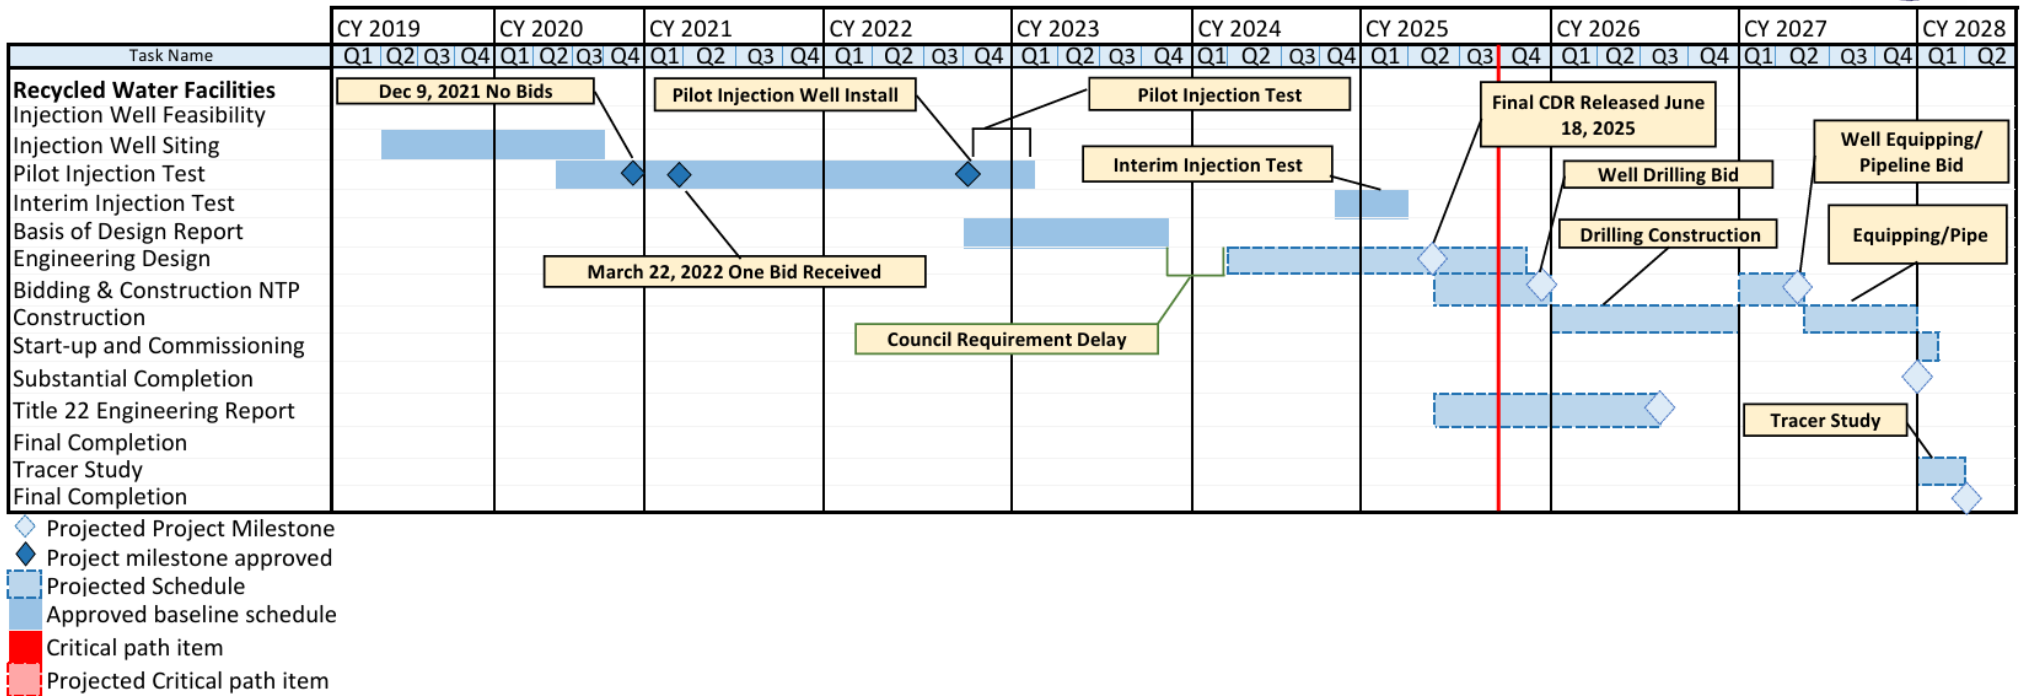 CY 2019 CY 2020 CY 2021 CY 2022 CY 2023 CY 2024 CY 2025 CY 2026 CY 2027 CY 2028
Task Name Q1 Q2 Q3 Q4 Q1 Q2 Q3 Q4 Q1 Q2 Q3 Q4 Q1 Q2 Q3 Q4 Q1 Q2 Q3 Q4 Q1 Q2 Q3 Q4 Q1 Q2 Q3 Q4 Q1 Q2 Q3 Q4 Q1 Q2 Q3 Q4 Q1 Q2
Recycled Water Facilities
Injection Well Feasibility
Injection Well Siting
Pilot Injection Test
Interim Injection Test
Basis of Design Report
Engineering Design
Bidding & Construction NTP
Construction
Start-up and Commissioning
Substantial Completion
Title 22 Engineering Report
Final Completion
Tracer Study
Final Completion
Dec 9, 2021 No Bids
Pilot Injection Well Install
Pilot Injection Test
Final CDR Released June
18, 2025
Well Equipping/
Pipeline Bid
Interim Injection Test
Well Drilling Bid
Drilling Construction
Equipping/Pipe
March 22, 2022 One Bid Received
Council Requirement Delay
Tracer Study
Projected Project Milestone
Project milestone approved
Projected Schedule
Approved baseline schedule
Critical path item
Projected Critical path item